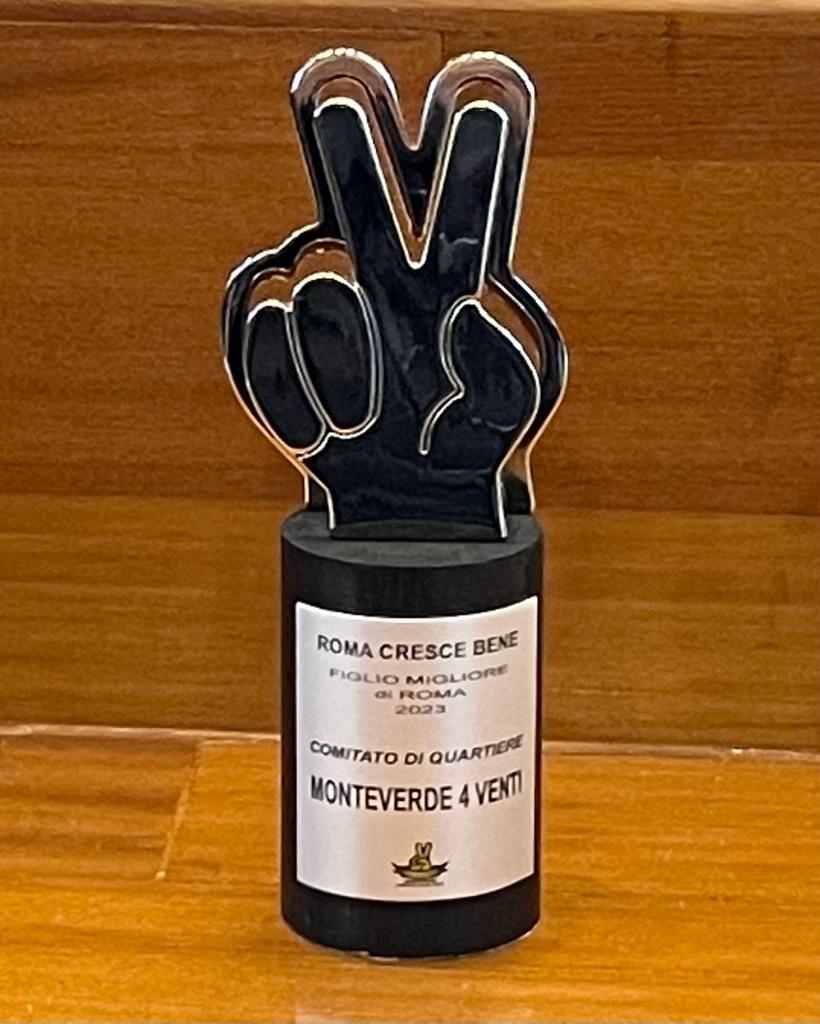 ROMA CRESCE BENE
FIGLIO MIGLIORE
di ROMA
2023
COMITATO DI QUARTIERE
MONTEVERDE 4 VENTI